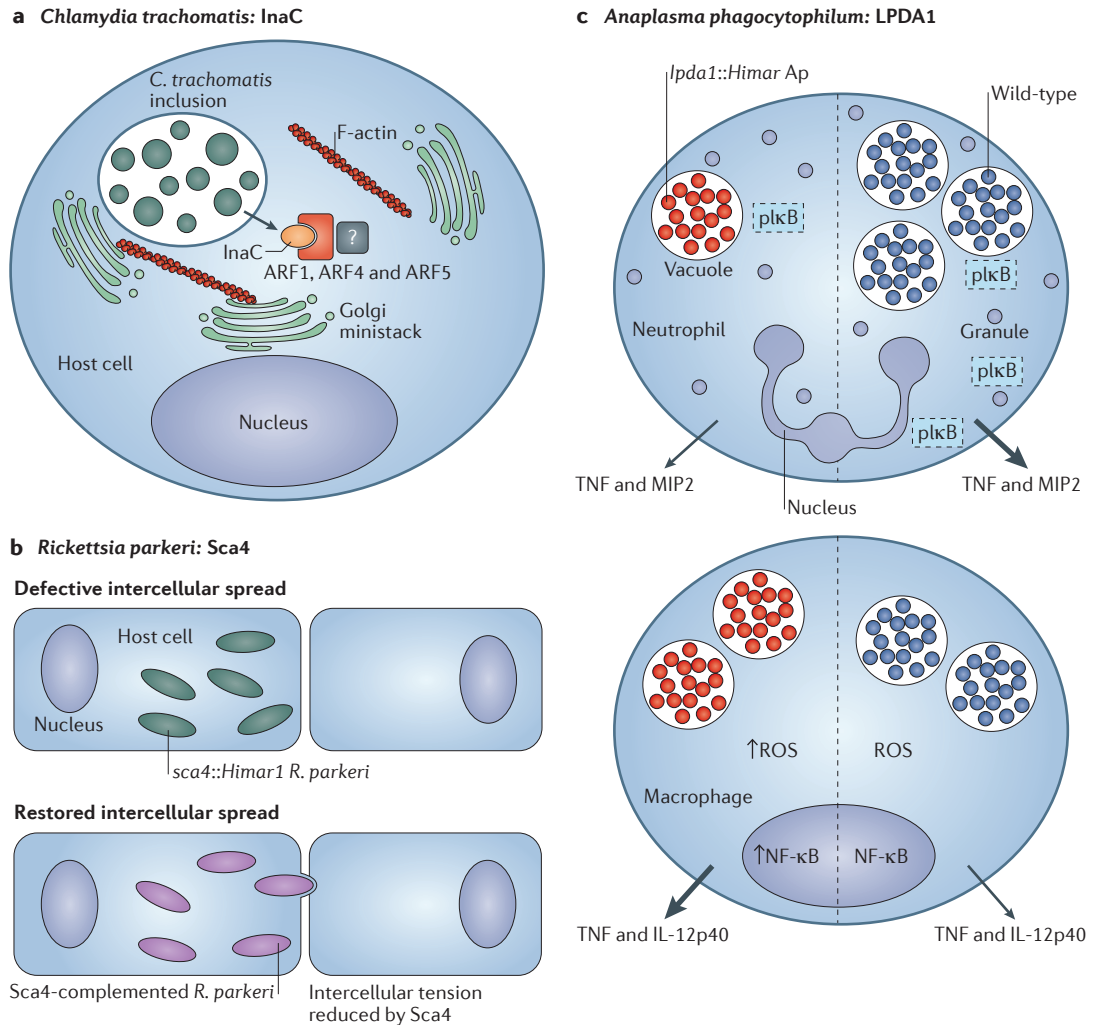 a Chlamydia trachomatis: InaC
C. trachomatis
inclusion
F-actin
?
InaC
ARF1, ARF4 and ARF5
Golgi
ministack
Host cell
Nucleus
b Rickettsia parkeri: Sca4
Defective intercellular spread
Host cell
Nucleus
sca4::Himar1 R. parkeri
Restored intercellular spread
Sca4-complemented R. parkeri
Intercellular tension
reduced by Sca4
c Anaplasma phagocytophilum: LPDA1
lpda1::Himar Ap
Wild-type
pIκB
Vacuole
pIκB
Neutrophil
Granule
pIκB
pIκB
TNF and MIP2
TNF and MIP2
Nucleus
↑ROS
ROS
Macrophage
↑NF-κB
NF-κB
TNF and IL-12p40
TNF and IL-12p40